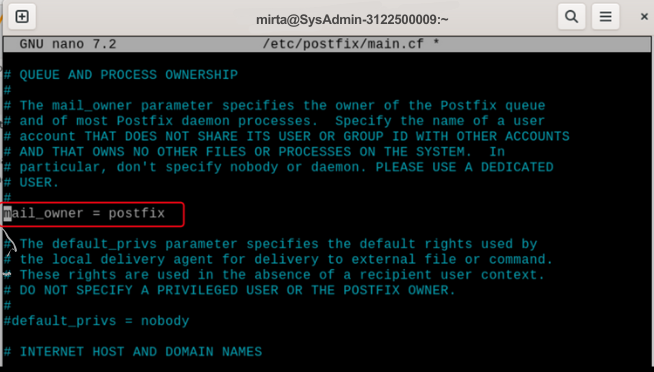 mirta@SysAdmin-3122500009:~
GNU nano 7.2 /etc/postfix/main.cf *
# QUEUE AND PROCESS OWNERSHIP
#
# The mail_owner parameter specifies the owner of the Postfix queue
# and of most Postfix daemon processes.  Specify the name of a user
# account THAT DOES NOT SHARE ITS USER OR GROUP ID WITH OTHER ACCOUNTS
# AND THAT OWNS NO OTHER FILES OR PROCESSES ON THE SYSTEM.  In
# particular, don't specify nobody or daemon. PLEASE USE A DEDICATED
# USER.
#
mail_owner = postfix
# The default_privs parameter specifies the default rights used by
# the local delivery agent for delivery to external file or command.
# These rights are used in the absence of a recipient user context.
# DO NOT SPECIFY A PRIVILEGED USER OR THE POSTFIX OWNER.
#
#default_privs = nobody
# INTERNET HOST AND DOMAIN NAMES